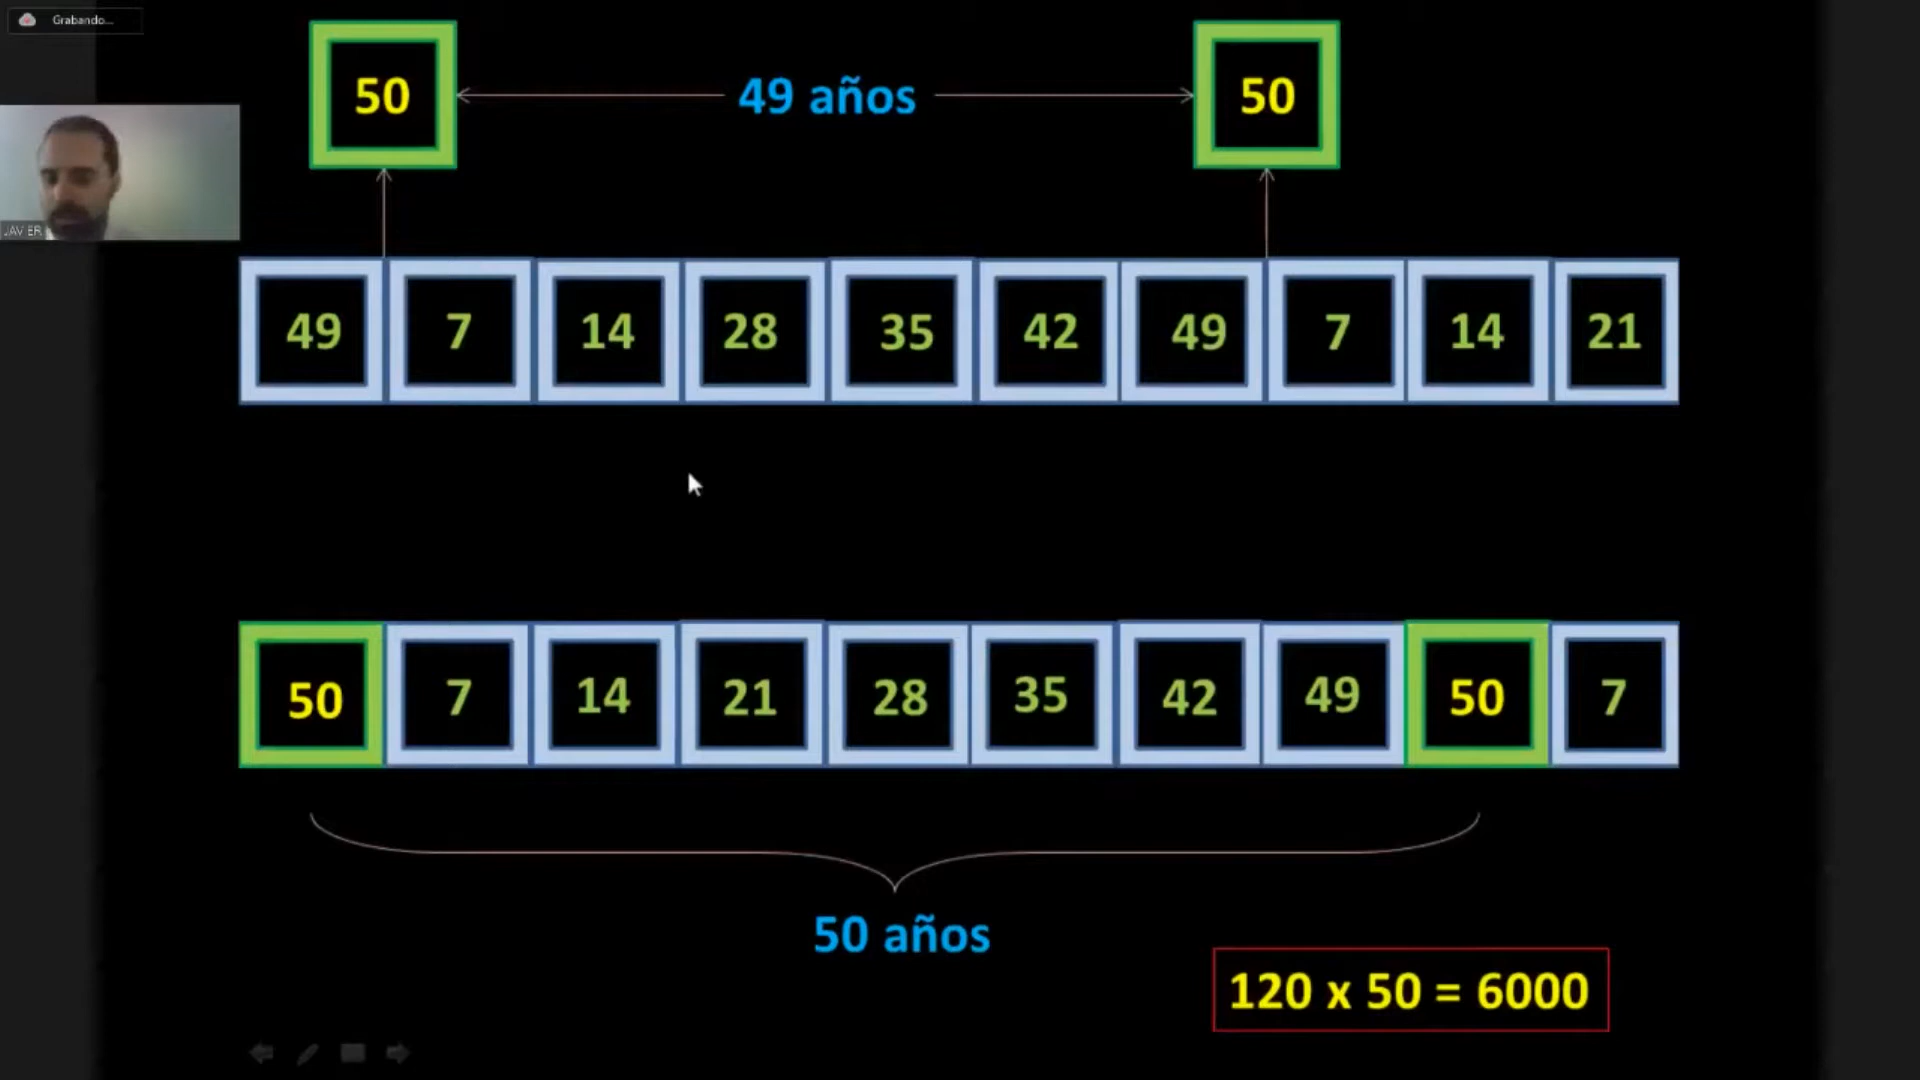 Grabando...
50 49 años 50
JAVIER
49 7 14 28 35 42 49 7 14 21
50 7 14 21 28 35 42 49 50 7
50 años
120 x 50 = 6000